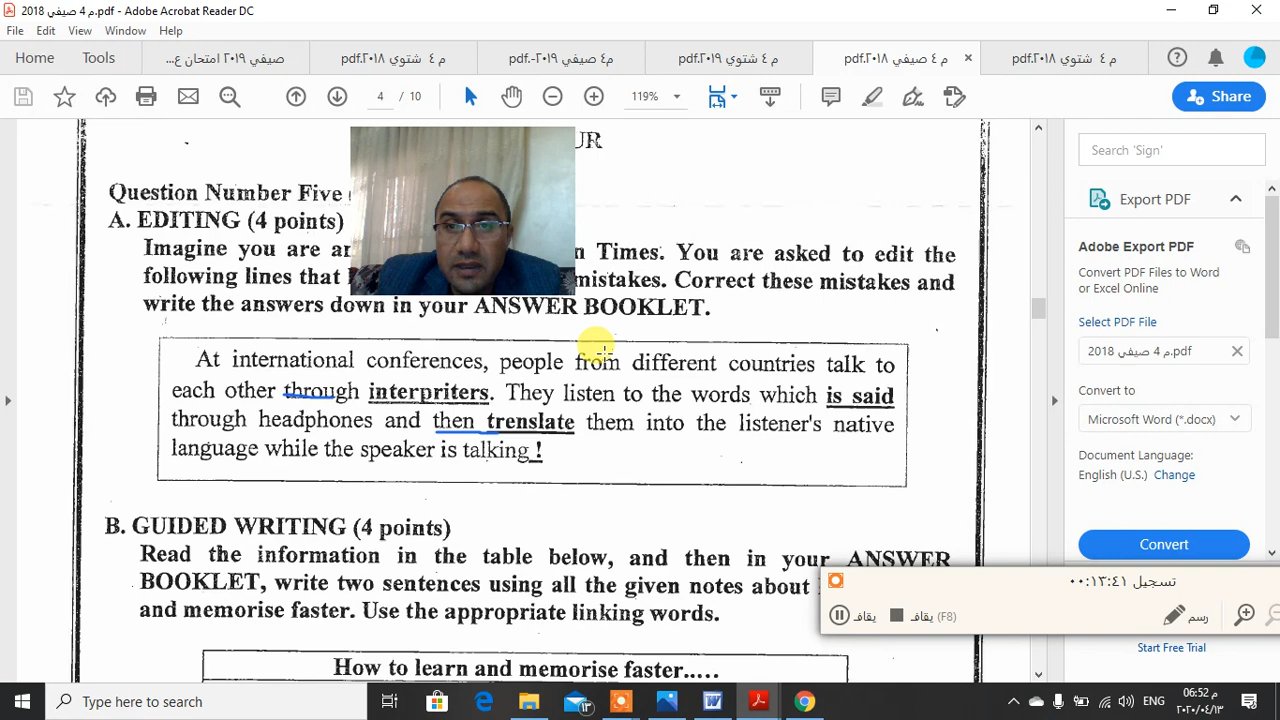 م 4 صيفي 2018.pdf - Adobe Acrobat Reader DC
File Edit View Window Help
Home Tools صيفي ٢٠١٩ امتحان ع... م ٤ شتوي ٢٠١٨.pdf م٤ صيفي ٢٠١٩-.pdf م ٤ شتوي ٢٠١٩.pdf م ٤ صيفي ٢٠١٨.pdf م ٤ شتوي ٢٠١٨.pdf
4 / 10 119% Share
UR
Question Number Five
A. EDITING (4 points)
Imagine you are an n Times. You are asked to edit the
following lines that mistakes. Correct these mistakes and
write the answers down in your ANSWER BOOKLET.
At international conferences, people from different countries talk to
each other through interpriters. They listen to the words which is said
through headphones and then trenslate them into the listener's native
language while the speaker is talking !
B. GUIDED WRITING (4 points)
Read the information in the table below, and then in your ANSWER
BOOKLET, write two sentences using all the given notes about
and memorise faster. Use the appropriate linking words.
How to learn and memorise faster.....
Search 'Sign'
Export PDF
Adobe Export PDF
Convert PDF Files to Word
or Excel Online
Select PDF File
م 4 صيفي 2018.pdf
Convert to
Microsoft Word (*.docx)
Document Language:
English (U.S.) Change
Convert
تسجيل ٠٠:١٣:٤١
يقاف (F8) يقاف رسم
Start Free Trial
Type here to search
١٣
ENG
٠٦:٥٢ م
٢٠٢٠/٠٤/١٣